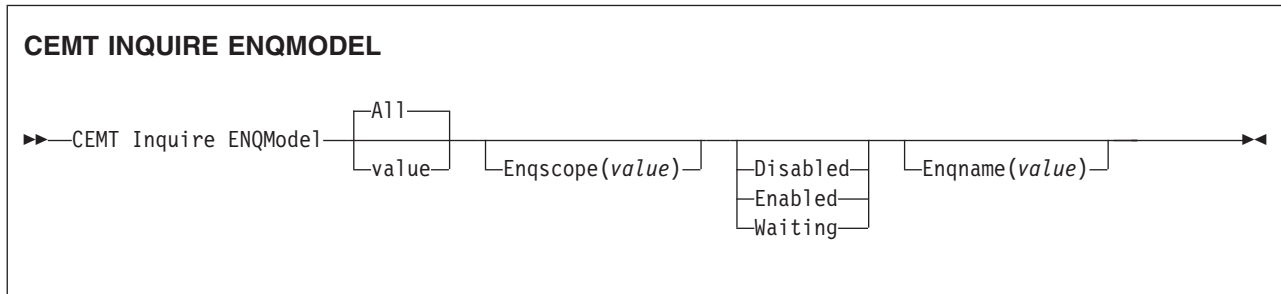 CEMT INQUIRE ENQMODEL
All
CEMT Inquire ENQModel
value
Enqscope(value)
Disabled
Enabled
Waiting
Enqname(value)